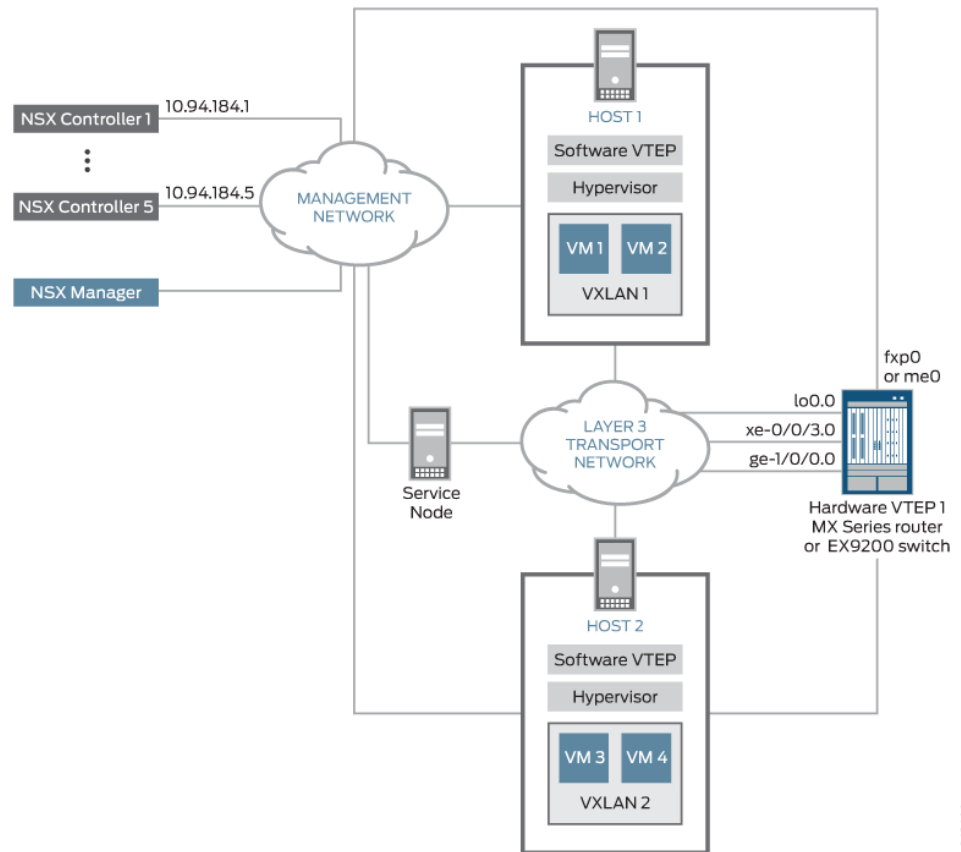 NSX Controller 1
10.94.184.1
NSX Controller 5
10.94.184.5
NSX Manager
MANAGEMENT
NETWORK
HOST 1
Software VTEP
Hypervisor
VM 1
VM 2
VXLAN 1
fxp0
or me0
lo0.0
xe-0/0/3.0
ge-1/0/0.0
LAYER 3
TRANSPORT
NETWORK
Service
Node
Hardware VTEP 1
MX Series router
or EX9200 switch
HOST 2
Software VTEP
Hypervisor
VM 3
VM 4
VXLAN 2